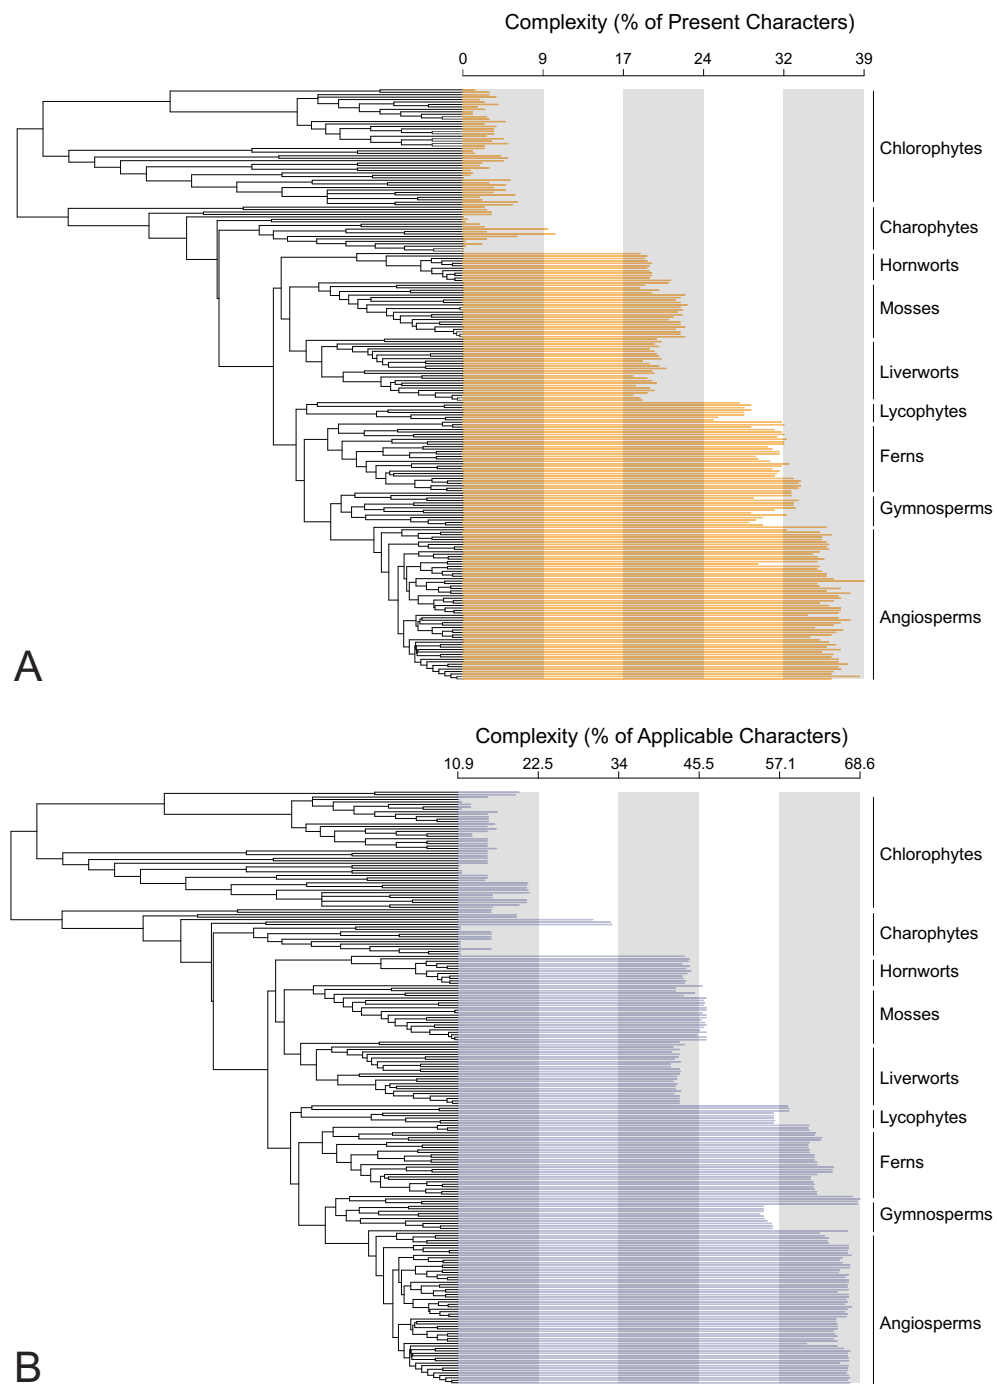 Complexity (% of Present Characters)
0 9 17 24 32 39
Chlorophytes
Charophytes
Hornworts
Mosses
Liverworts
Lycophytes
Ferns
Gymnosperms
Angiosperms
A
Complexity (% of Applicable Characters)
10.9 22.5 34 45.5 57.1 68.6
Chlorophytes
Charophytes
Hornworts
Mosses
Liverworts
Lycophytes
Ferns
Gymnosperms
Angiosperms
B